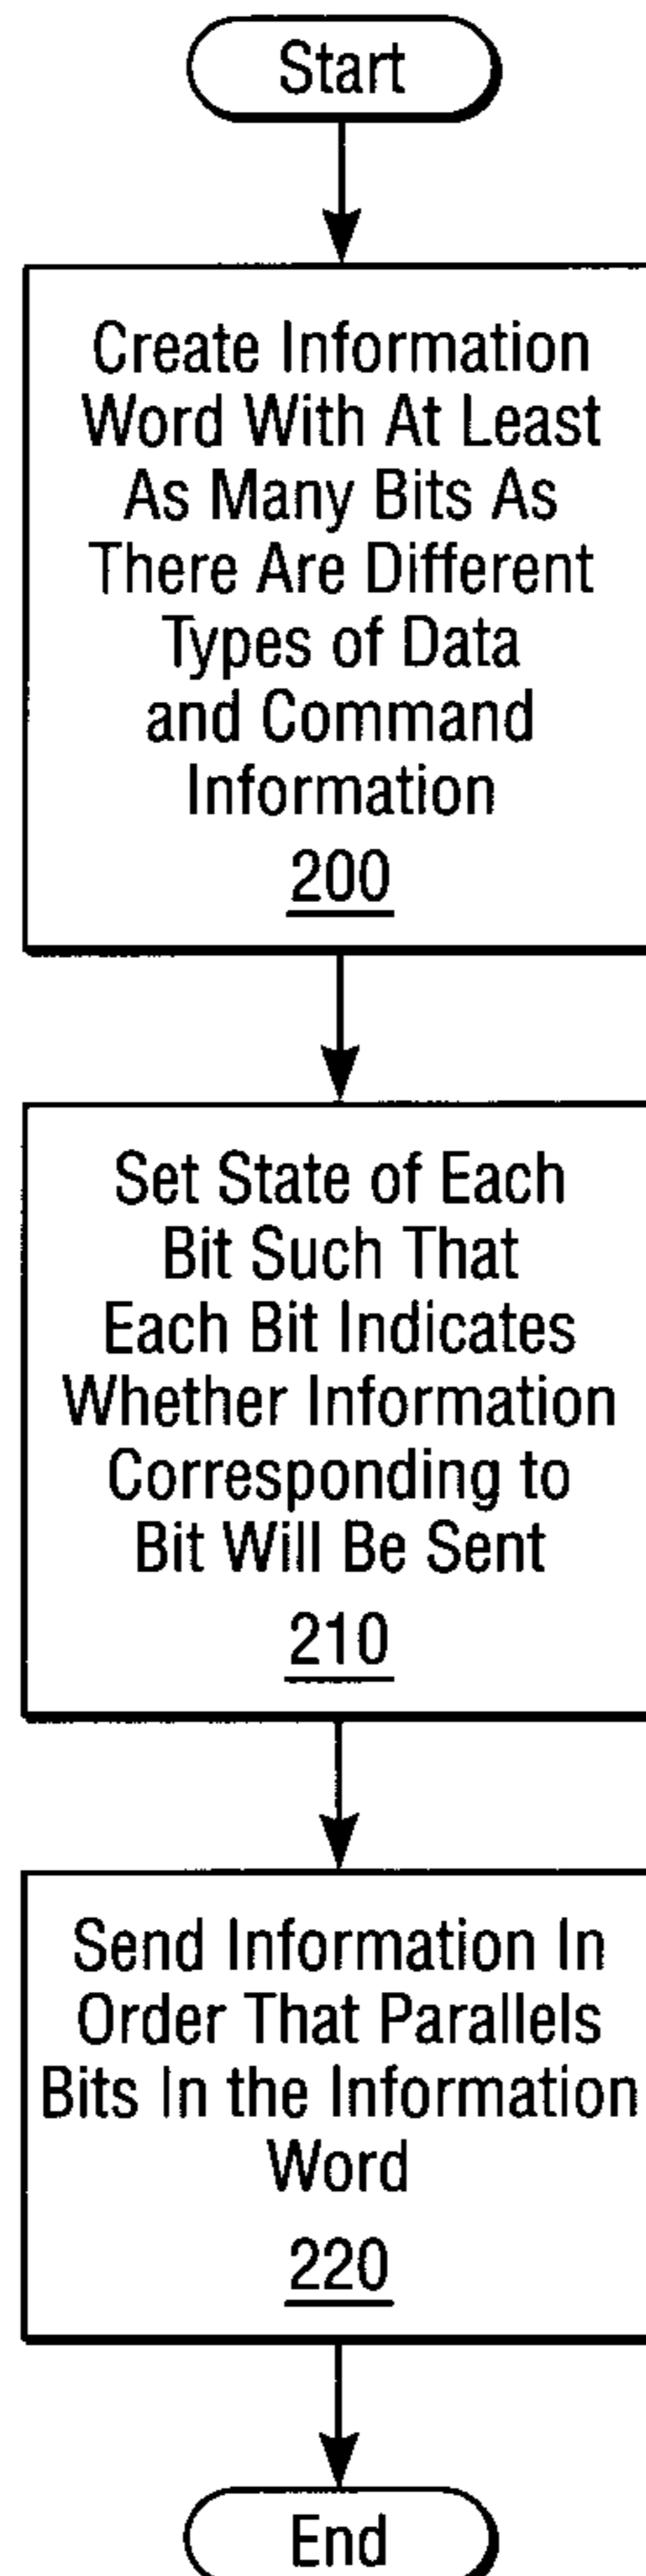 Start
Create Information
Word With At Least
As Many Bits As
There Are Different
Types of Data
and Command
Information
200
Set State of Each
Bit Such That
Each Bit Indicates
Whether Information
Corresponding to
Bit Will Be Sent
210
Send Information In
Order That Parallels
Bits In the Information
Word
220
End